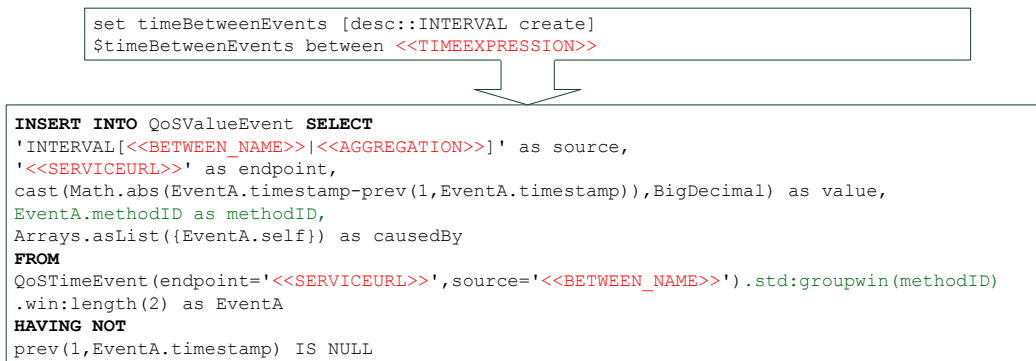 set timeBetweenEvents [desc::INTERVAL create]
$timeBetweenEvents between <<TIMEEXPRESSION>>
INSERT INTO QoSValueEvent SELECT
'INTERVAL[<<BETWEEN_NAME>>|<<AGGREGATION>>]' as source,
'<<SERVICEURL>>' as endpoint,
cast(Math.abs(EventA.timestamp-prev(1,EventA.timestamp)),BigDecimal) as value,
EventA.methodID as methodID,
Arrays.asList({EventA.self}) as causedBy
FROM
QoSTimeEvent(endpoint='<<SERVICEURL>>',source='<<BETWEEN_NAME>>').std:groupwin(methodID)
.win:length(2) as EventA
HAVING NOT
prev(1,EventA.timestamp) IS NULL